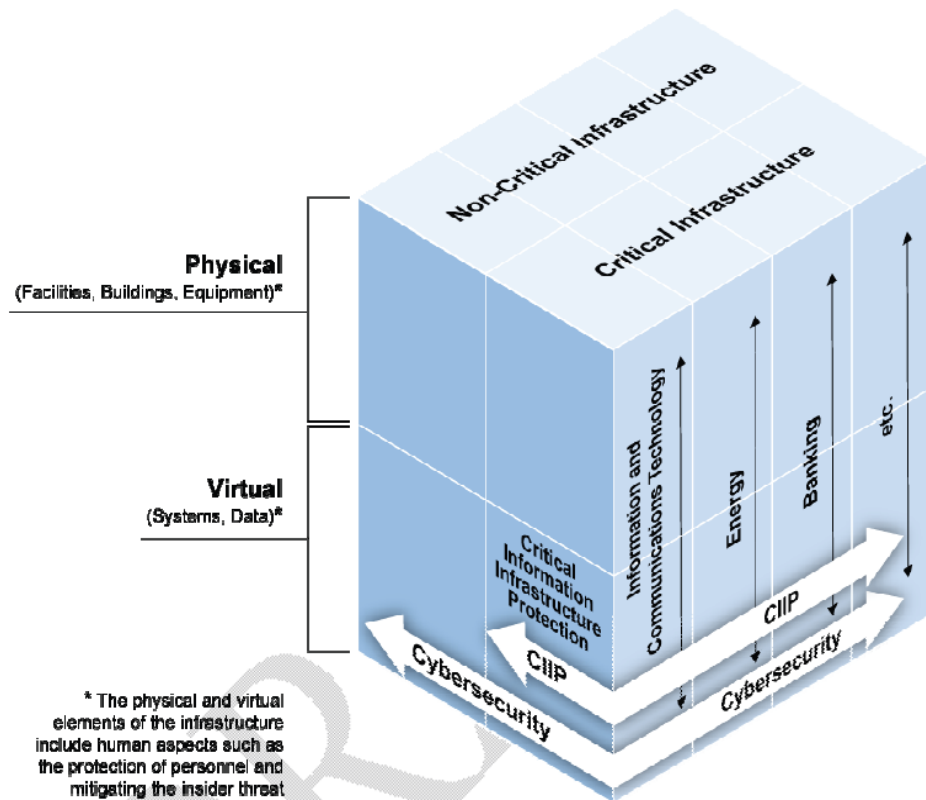 Non-Critical Infrastructure
Critical Infrastructure
Physical
(Facilities, Buildings, Equipment)*
Virtual
(Systems, Data)*
Information and
Communications Technology
Energy
Banking
etc.
Critical
Information
Infrastructure
Protection
CIIP
CIIP
Cybersecurity
Cybersecurity
* The physical and virtual
elements of the infrastructure
include human aspects such as
the protection of personnel and
mitigating the insider threat